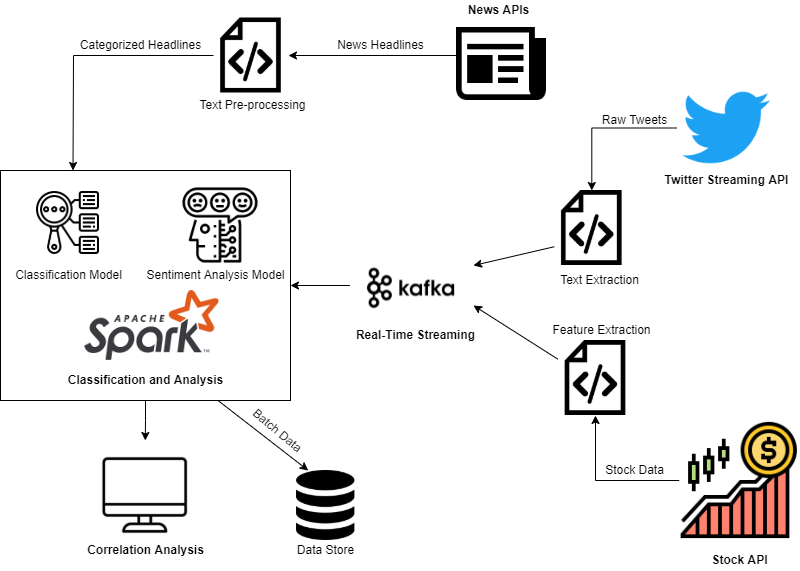 News APIs
Categorized Headlines
News Headlines
Text Pre-processing
Raw Tweets
Twitter Streaming API
Classification Model
Sentiment Analysis Model
Text Extraction
kafka
Real-Time Streaming
APACHE
Spark™
Feature Extraction
Classification and Analysis
Batch Data
Stock Data
Correlation Analysis
Data Store
Stock API